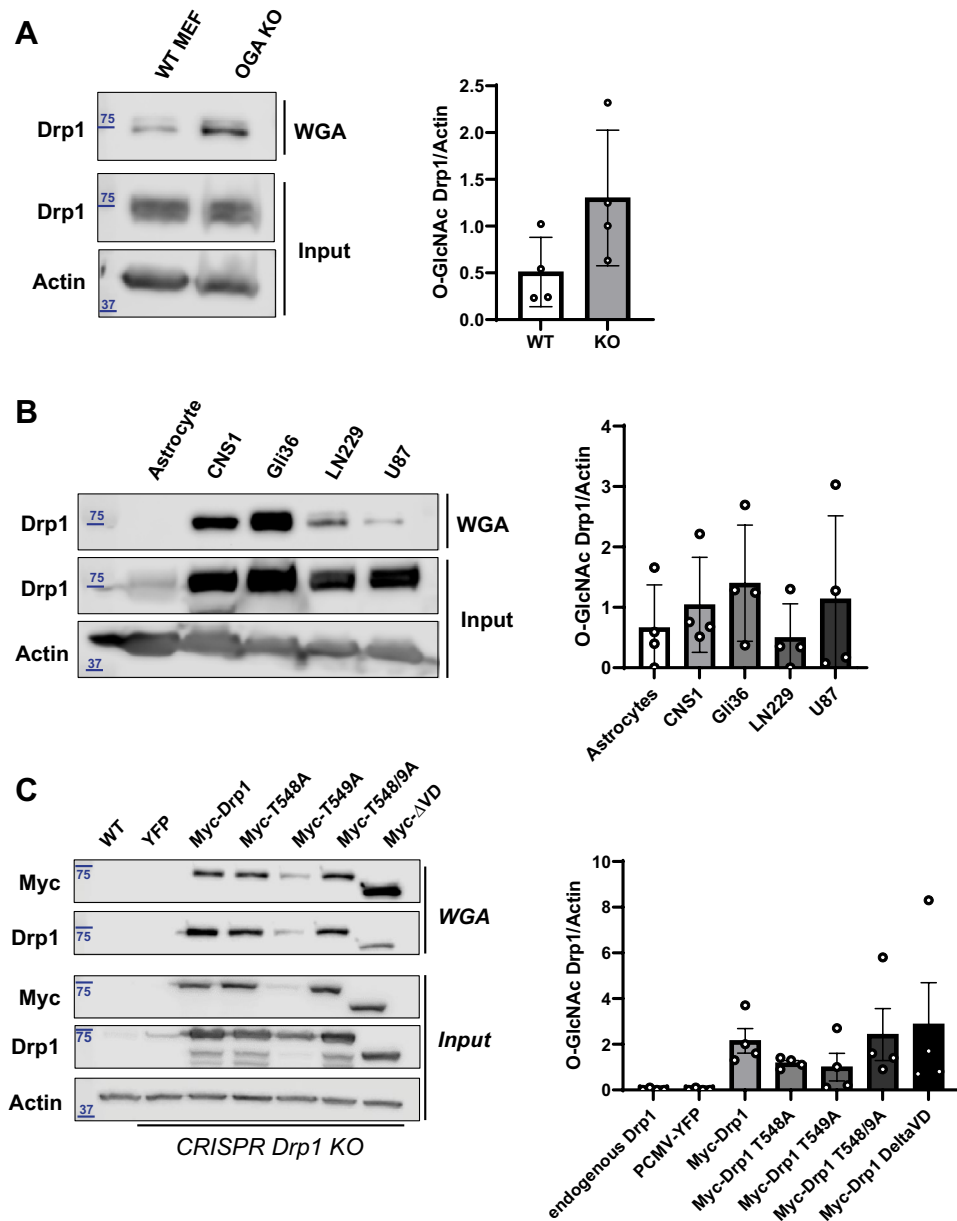 A
WT MEF
OGA KO
Drp1
75
WGA
Drp1
75
Input
Actin
37
O-GlcNAc Drp1/Actin
2.5
2.0
1.5
1.0
0.5
0.0
WT
KO
B
Astrocyte
CNS1
Gli36
LN229
U87
Drp1
75
WGA
Drp1
75
Input
Actin
37
O-GlcNAc Drp1/Actin
4
3
2
1
0
Astrocytes
CNS1
Gli36
LN229
U87
C
WT
YFP
Myc-Drp1
Myc-T548A
Myc-T549A
Myc-T548/9A
Myc-ΔVD
Myc
75
WGA
Drp1
75
Myc
75
Input
Drp1
75
Actin
37
CRISPR Drp1 KO
O-GlcNAc Drp1/Actin
10
8
6
4
2
0
endogenous Drp1
PCMV-YFP
Myc-Drp1
Myc-Drp1 T548A
Myc-Drp1 T549A
Myc-Drp1 T548/9A
Myc-Drp1 DeltaVD